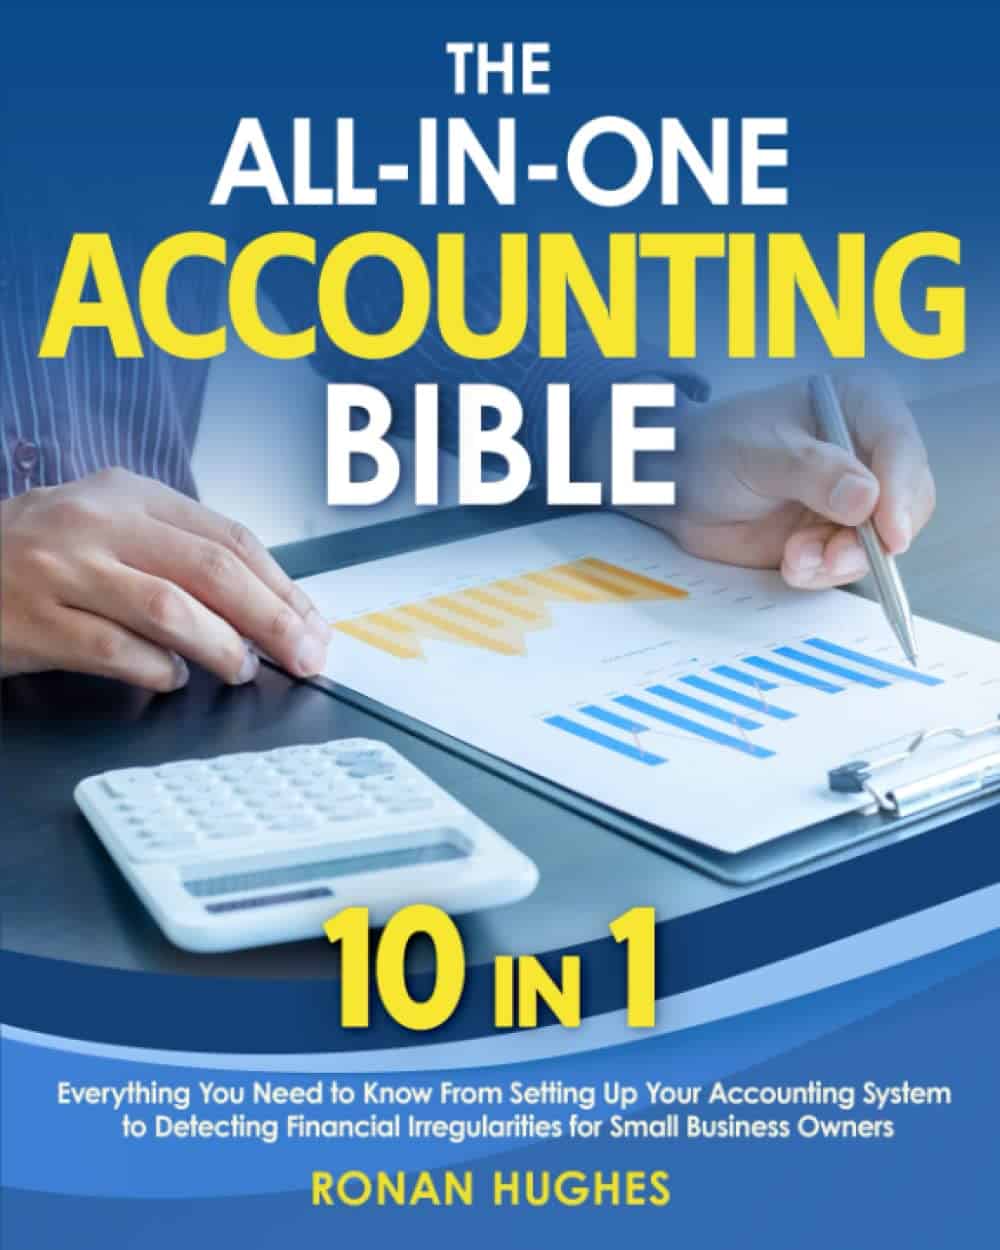 THE
ALL-IN-ONE
ACCOUNTING
BIBLE
10 IN 1
Everything You Need to Know From Setting Up Your Accounting System
to Detecting Financial Irregularities for Small Business Owners
RONAN HUGHES